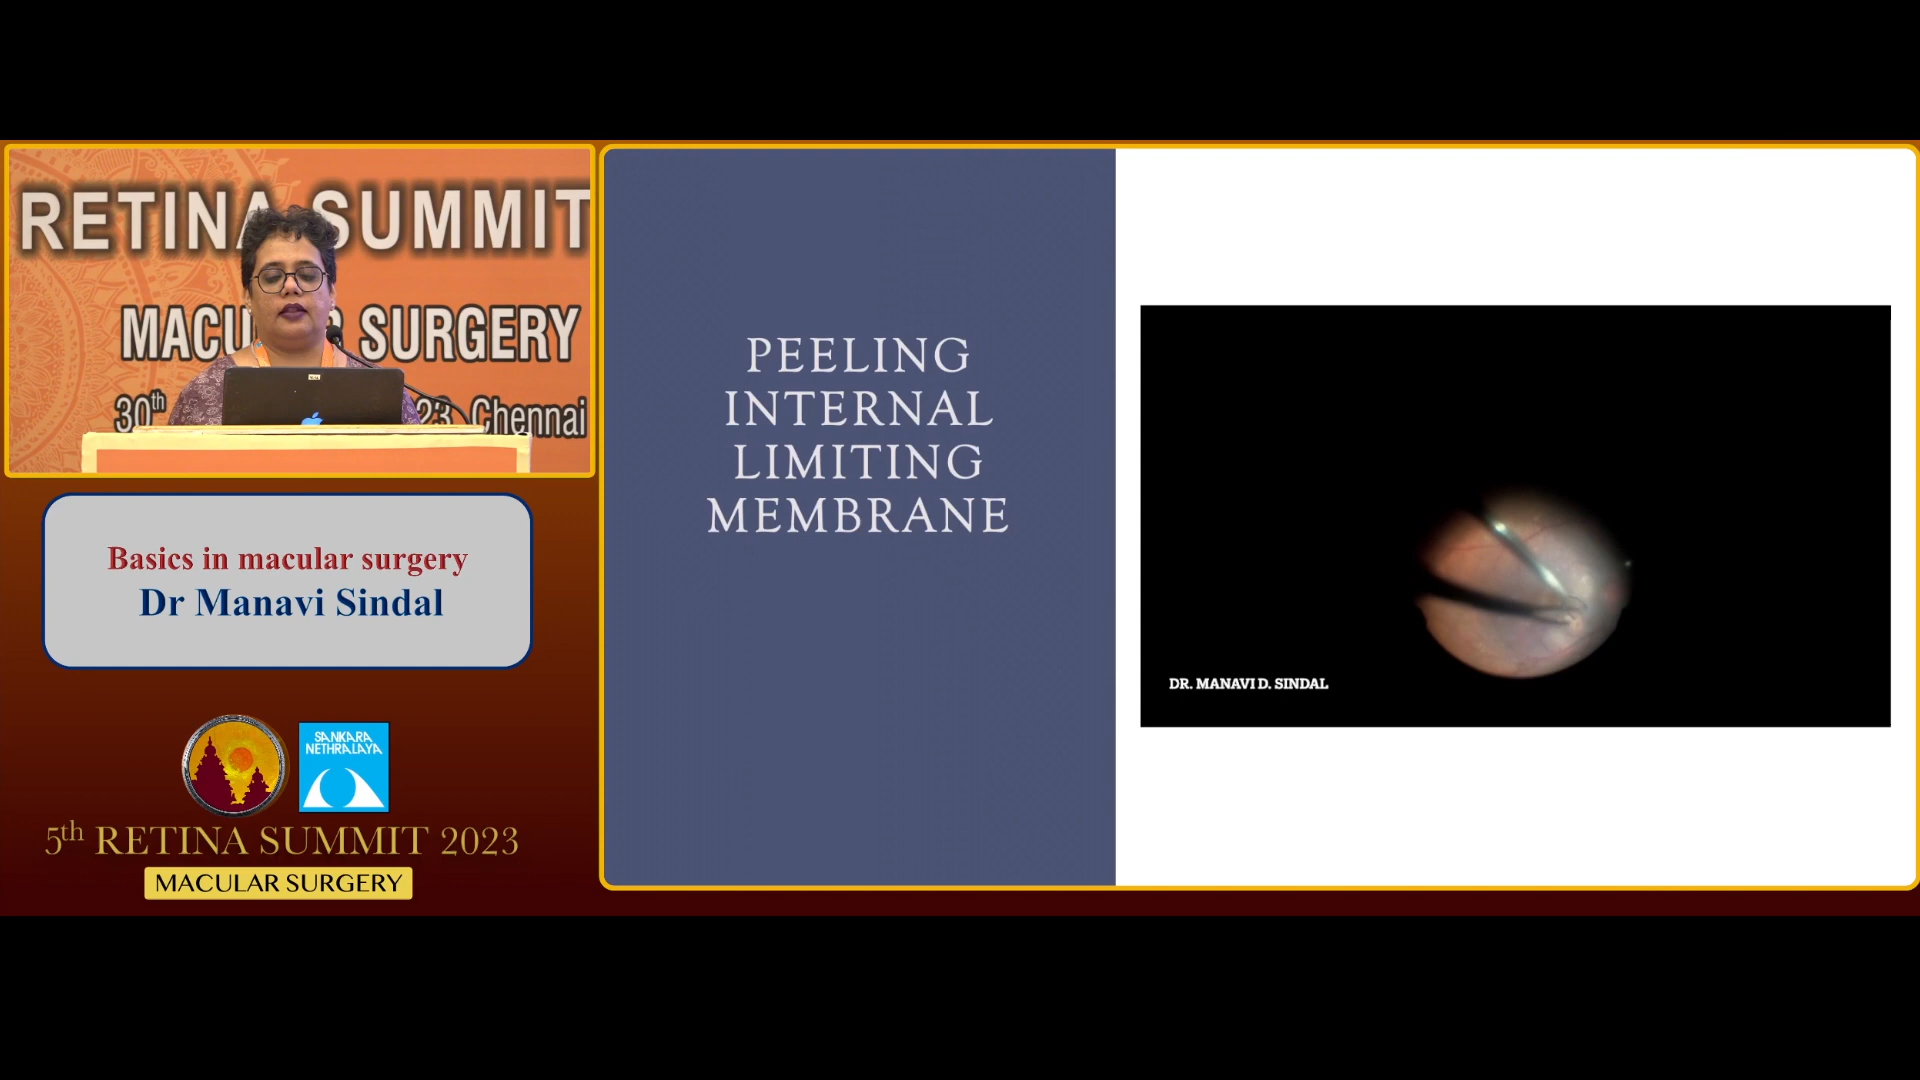 RETINA SUMMIT
MACU SURGERY
30th 23 Chennai
Basics in macular surgery
Dr Manavi Sindal
SANKARA
NETHRALAYA
5th RETINA SUMMIT 2023
MACULAR SURGERY
PEELING
INTERNAL
LIMITING
MEMBRANE
DR. MANAVI D. SINDAL